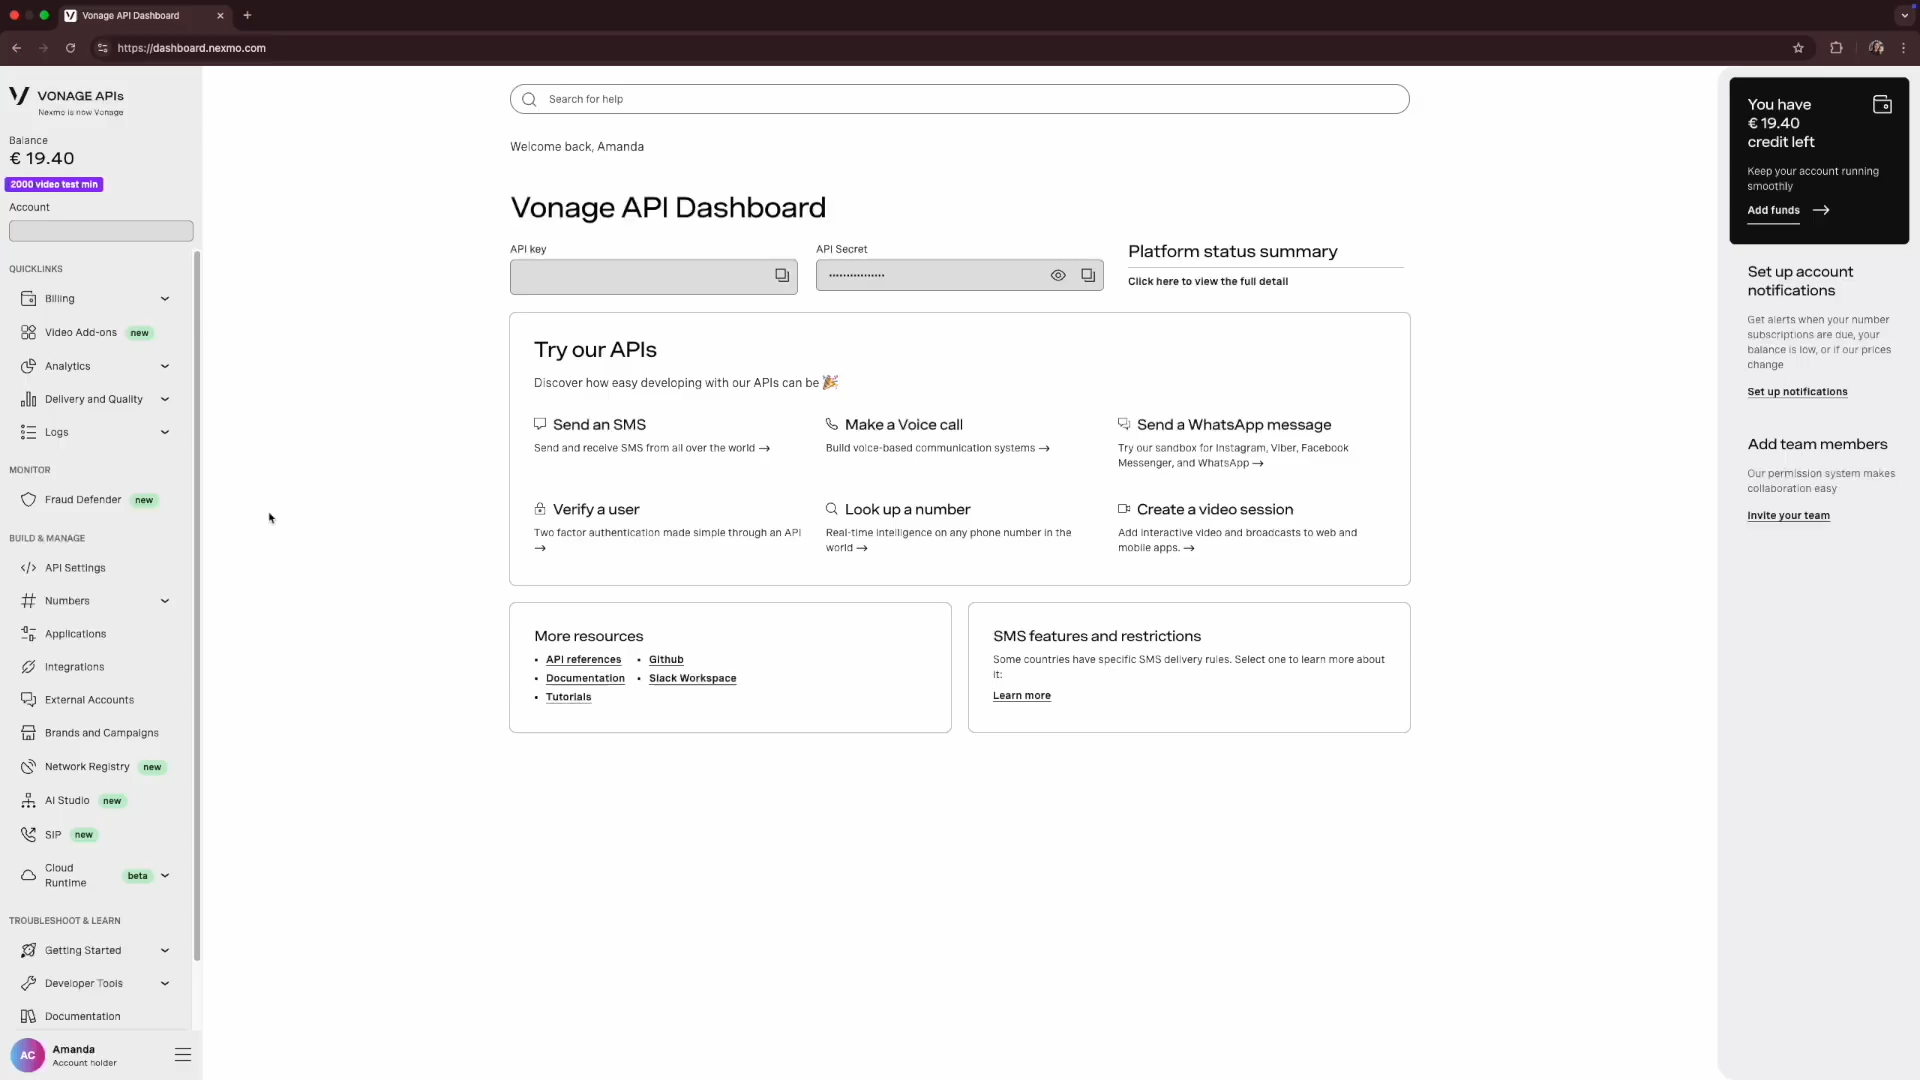 Vonage API Dashboard
https://dashboard.nexmo.com
VONAGE APIs
Nexmo is now Vonage
Balance
€ 19.40
2000 video test min
Account
QUICKLINKS
Billing
Video Add-ons new
Analytics
Delivery and Quality
Logs
MONITOR
Fraud Defender new
BUILD & MANAGE
API Settings
Numbers
Applications
Integrations
External Accounts
Brands and Campaigns
Network Registry new
AI Studio new
SIP new
Cloud
Runtime
beta
TROUBLESHOOT & LEARN
Getting Started
Developer Tools
Documentation
AC
Amanda
Account holder
Search for help
Welcome back, Amanda
Vonage API Dashboard
API key
API Secret
••••••••••••••••
Platform status summary
Click here to view the full detail
Try our APIs
Discover how easy developing with our APIs can be 🎉
Send an SMS
Send and receive SMS from all over the world →
Make a Voice call
Build voice-based communication systems →
Send a WhatsApp message
Try our sandbox for Instagram, Viber, Facebook
Messenger, and WhatsApp →
Verify a user
Two factor authentication made simple through an API
→
Look up a number
Real-time intelligence on any phone number in the
world →
Create a video session
Add interactive video and broadcasts to web and
mobile apps. →
More resources
• API references
• Documentation
• Tutorials
• Github
• Slack Workspace
SMS features and restrictions
Some countries have specific SMS delivery rules. Select one to learn more about
it:
Learn more
You have
€ 19.40
credit left
Keep your account running
smoothly
Add funds →
Set up account
notifications
Get alerts when your number
subscriptions are due, your
balance is low, or if our prices
change
Set up notifications
Add team members
Our permission system makes
collaboration easy
Invite your team